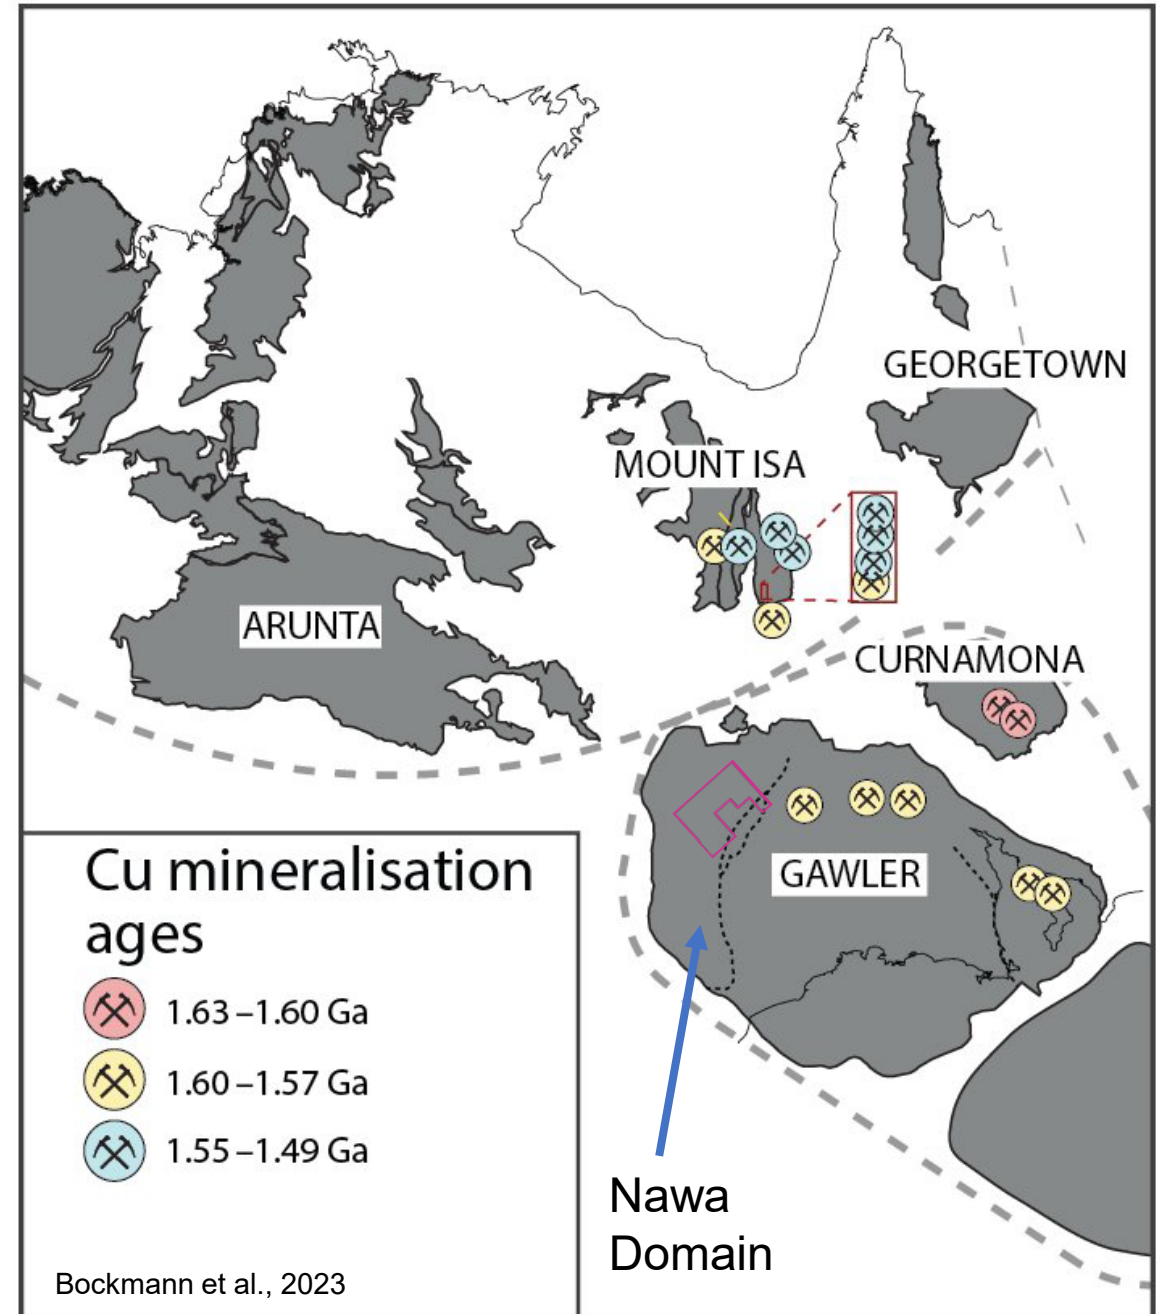 GEORGETOWN
MOUNT ISA
ARUNTA
CURNAMONA
GAWLER
Cu mineralisation
ages
1.63–1.60 Ga
1.60–1.57 Ga
1.55–1.49 Ga
Nawa
Domain
Bockmann et al., 2023